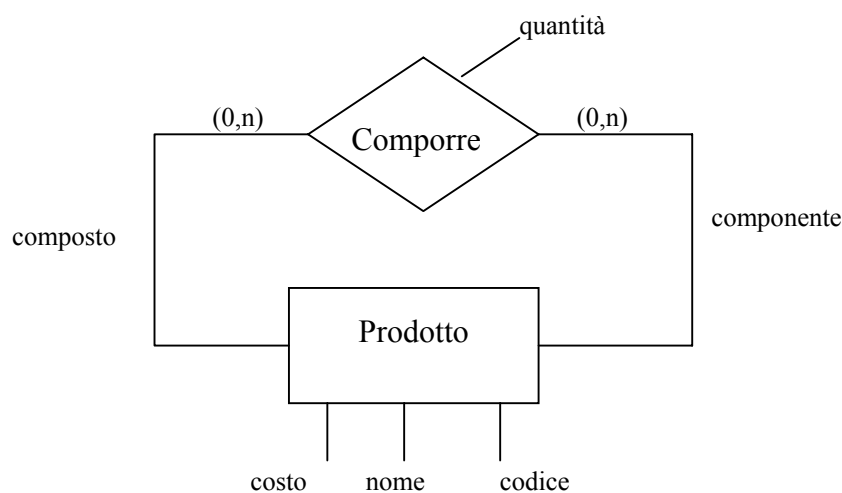 quantità
(0,n)
(0,n)
Comporre
composto
componente
Prodotto
costo
nome
codice